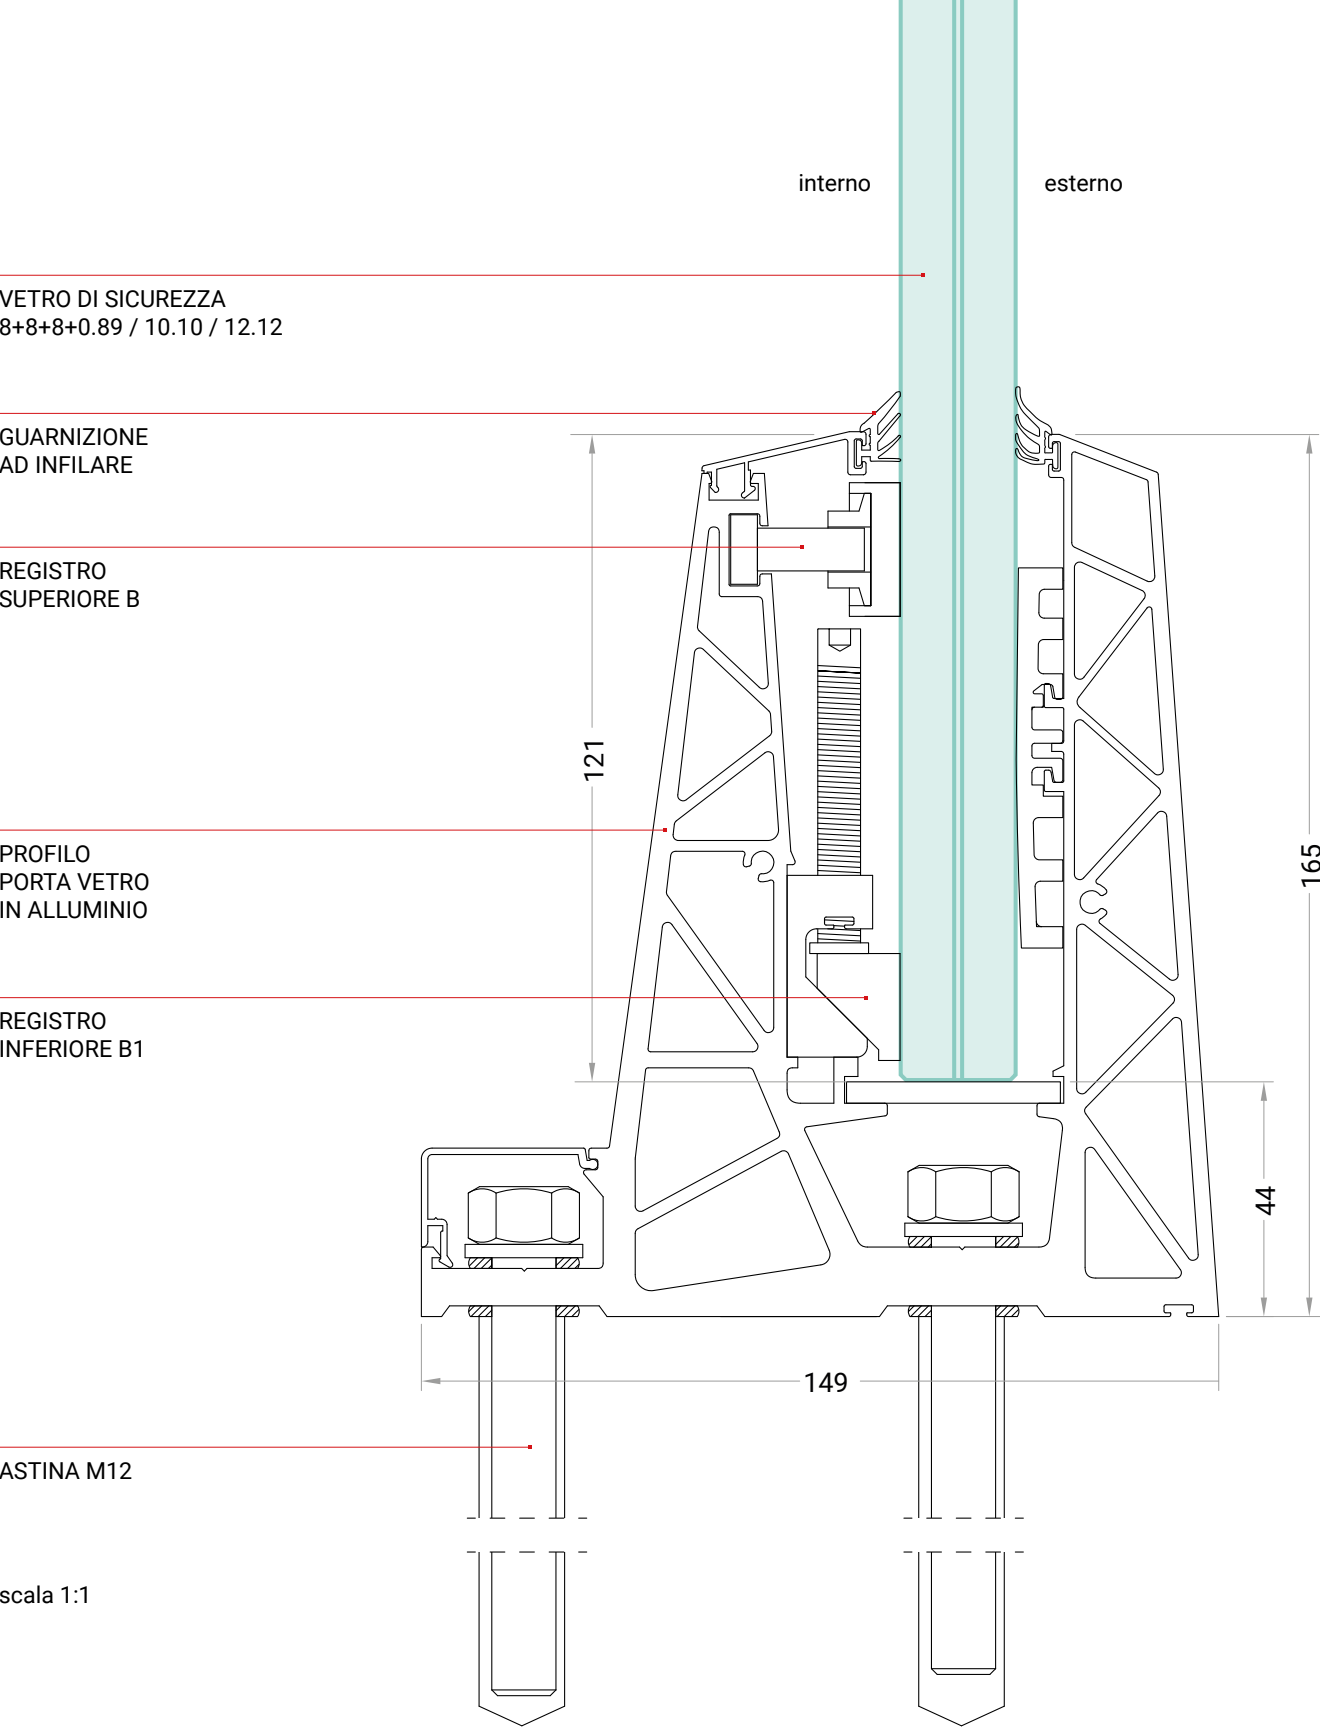 interno
esterno
VETRO DI SICUREZZA
8+8+8+0.89 / 10.10 / 12.12
GUARNIZIONE
AD INFILARE
REGISTRO
SUPERIORE B
121
PROFILO
PORTA VETRO
IN ALLUMINIO
165
REGISTRO
INFERIORE B1
44
149
ASTINA M12
scala 1:1